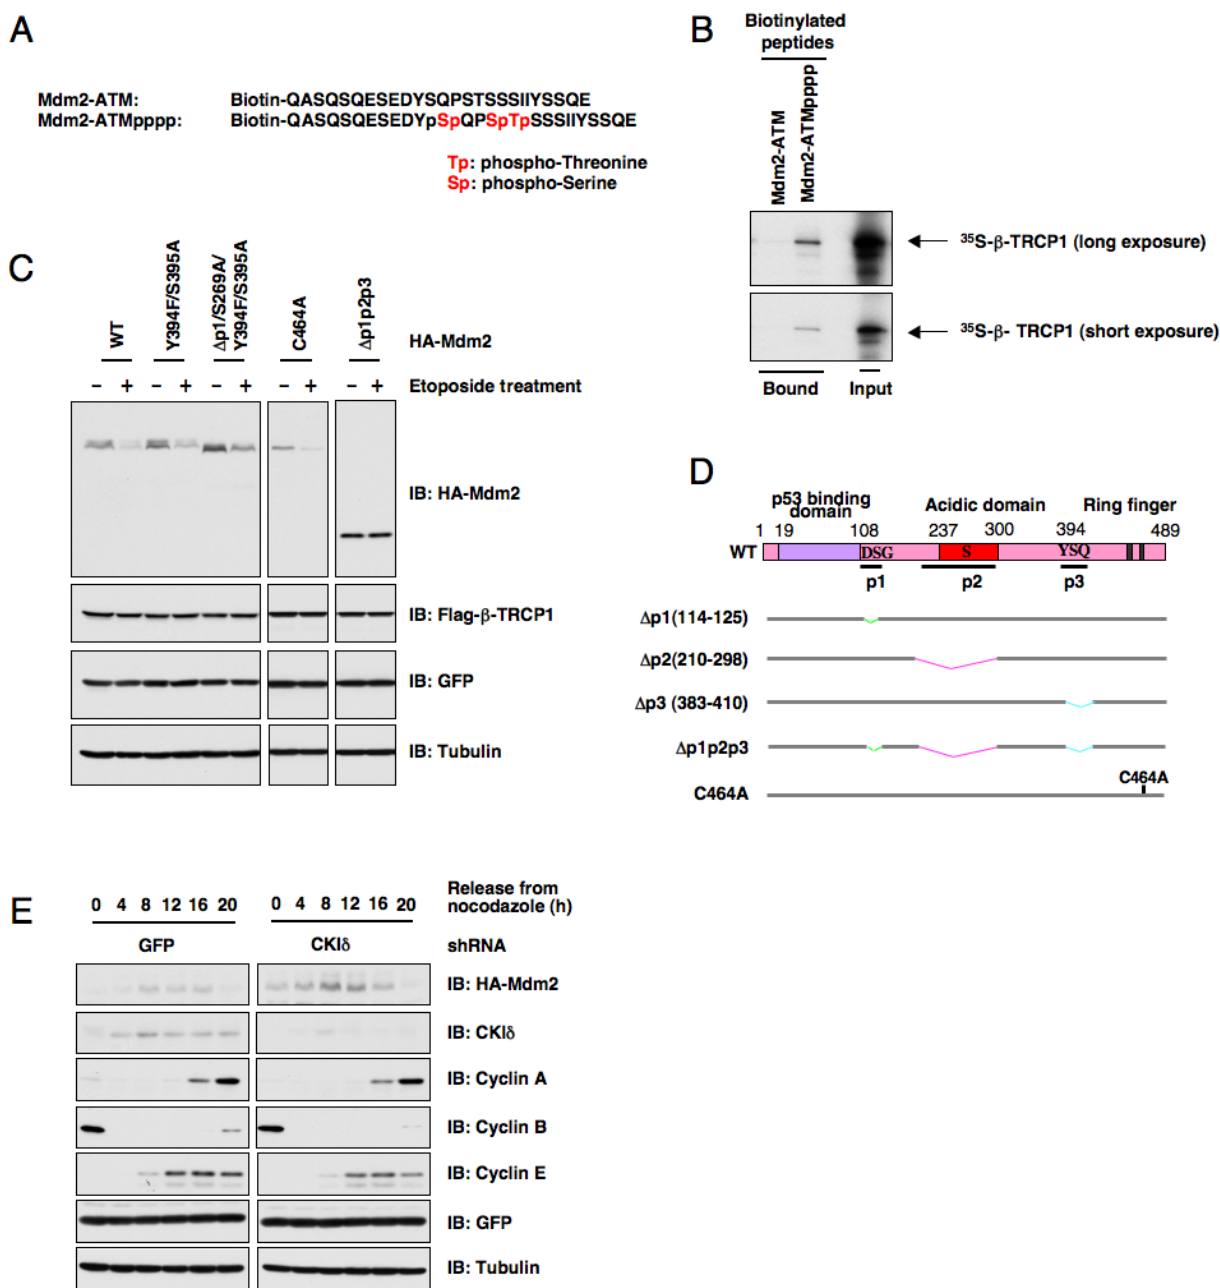 A
Mdm2-ATM: Biotin-QASQSQESEDYSQPSTSSSIIYSSQE
Mdm2-ATMpppp: Biotin-QASQSQESEDYpSpQPSpTpSSSIIYSSQE
Tp: phospho-Threonine
Sp: phospho-Serine
B
Biotinylated
peptides
Mdm2-ATM
Mdm2-ATMpppp
35S-β-TRCP1 (long exposure)
35S-β- TRCP1 (short exposure)
Bound Input
C
WT
Y394F/S395A
Δp1/S269A/
Y394F/S395A
C464A
Δp1p2p3
HA-Mdm2
– + – + – + – + – + Etoposide treatment
IB: HA-Mdm2
IB: Flag-β-TRCP1
IB: GFP
IB: Tubulin
D
p53 binding
domain
Acidic domain Ring finger
1 19 108 237 300 394 489
WT DSG S YSQ
p1 p2 p3
Δp1(114-125)
Δp2(210-298)
Δp3 (383-410)
Δp1p2p3
C464A C464A
E
0 4 8 12 16 20 0 4 8 12 16 20 Release from
nocodazole (h)
GFP CKIδ shRNA
IB: HA-Mdm2
IB: CKIδ
IB: Cyclin A
IB: Cyclin B
IB: Cyclin E
IB: GFP
IB: Tubulin